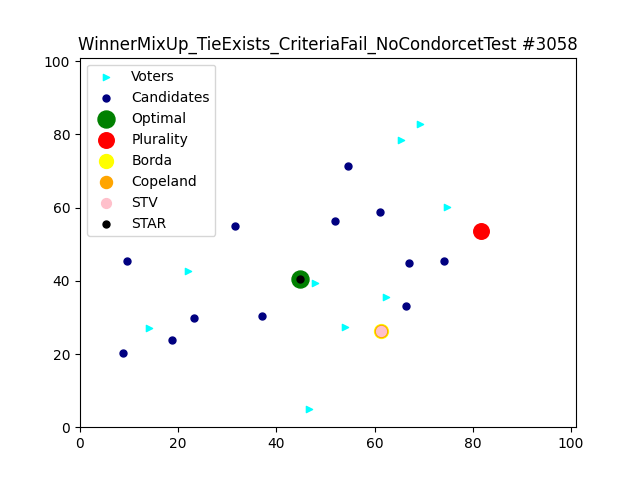 WinnerMixUp_TieExists_CriteriaFail_NoCondorcetTest #3058
100
80
60
40
20
0
0 20 40 60 80 100
Voters
Candidates
Optimal
Plurality
Borda
Copeland
STV
STAR